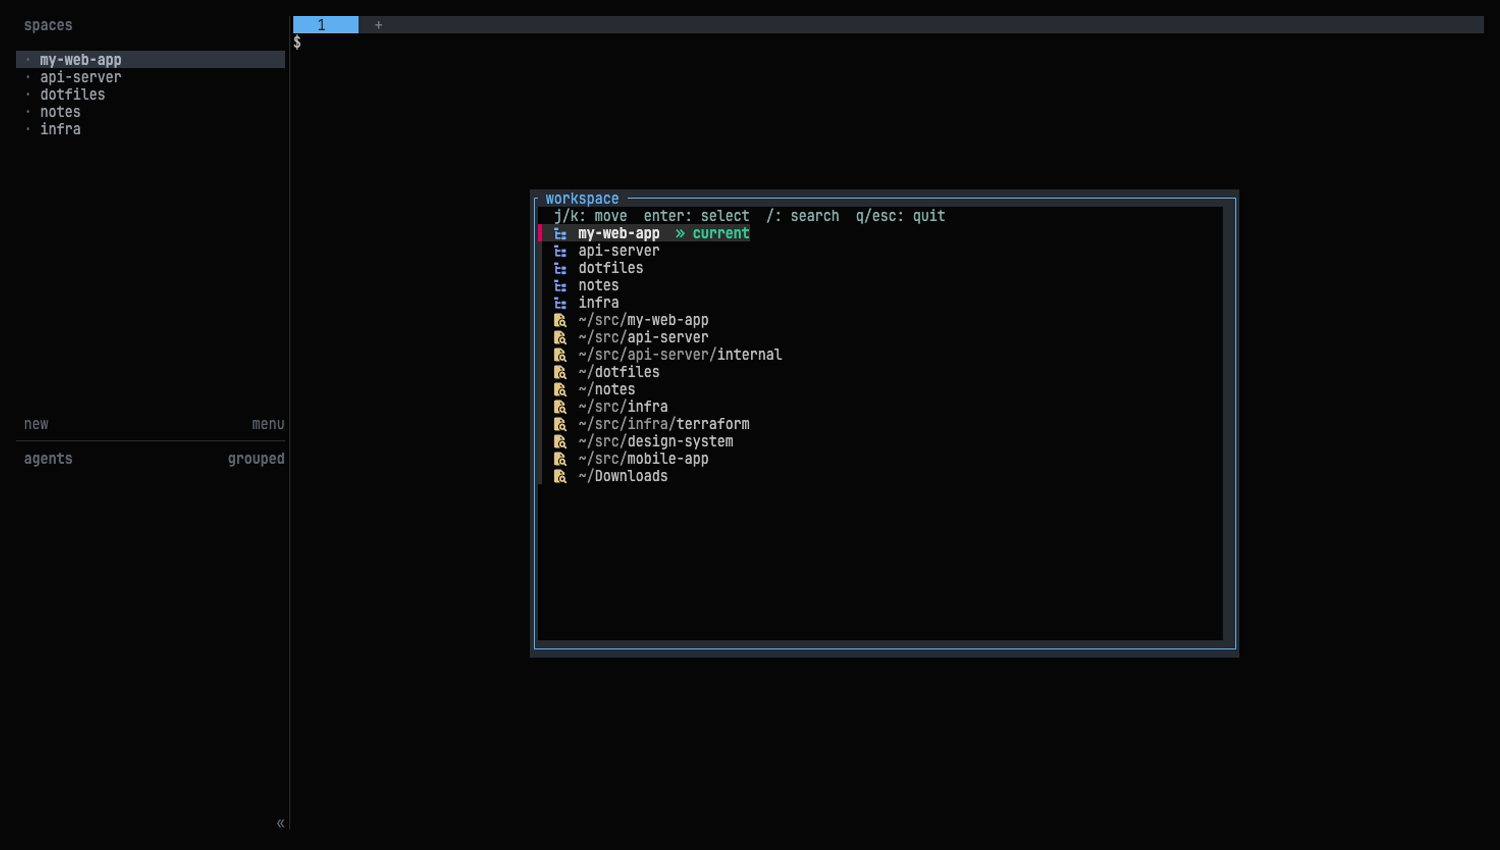 spaces
· my-web-app
· api-server
· dotfiles
· notes
· infra
new menu
agents grouped
«
1 +
$
workspace
j/k: move enter: select /: search q/esc: quit
my-web-app » current
api-server
dotfiles
notes
infra
~/src/my-web-app
~/src/api-server
~/src/api-server/internal
~/dotfiles
~/notes
~/src/infra
~/src/infra/terraform
~/src/design-system
~/src/mobile-app
~/Downloads